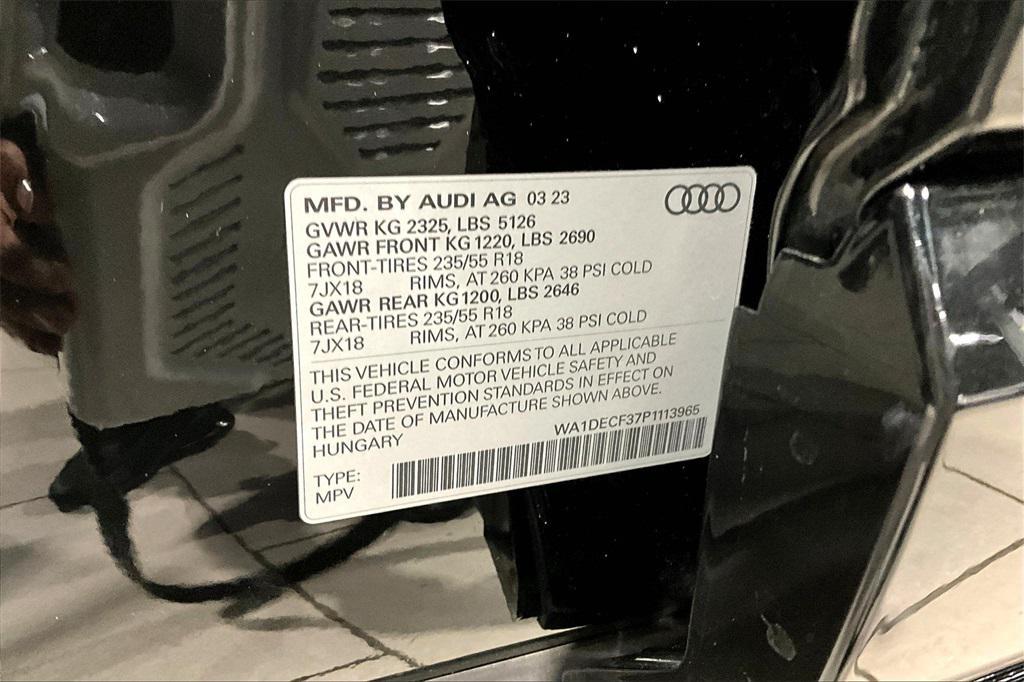 MFD. BY AUDI AG 03 23
GVWR KG 2325, LBS 5126
GAWR FRONT KG 1220, LBS 2690
FRONT-TIRES 235/55 R18
7JX18 RIMS, AT 260 KPA 38 PSI COLD
GAWR REAR KG 1200, LBS 2646
REAR-TIRES 235/55 R18
7JX18 RIMS, AT 260 KPA 38 PSI COLD
THIS VEHICLE CONFORMS TO ALL APPLICABLE
U.S. FEDERAL MOTOR VEHICLE SAFETY AND
THEFT PREVENTION STANDARDS IN EFFECT ON
THE DATE OF MANUFACTURE SHOWN ABOVE.
HUNGARY WA1DECF37P1113965
TYPE:
MPV